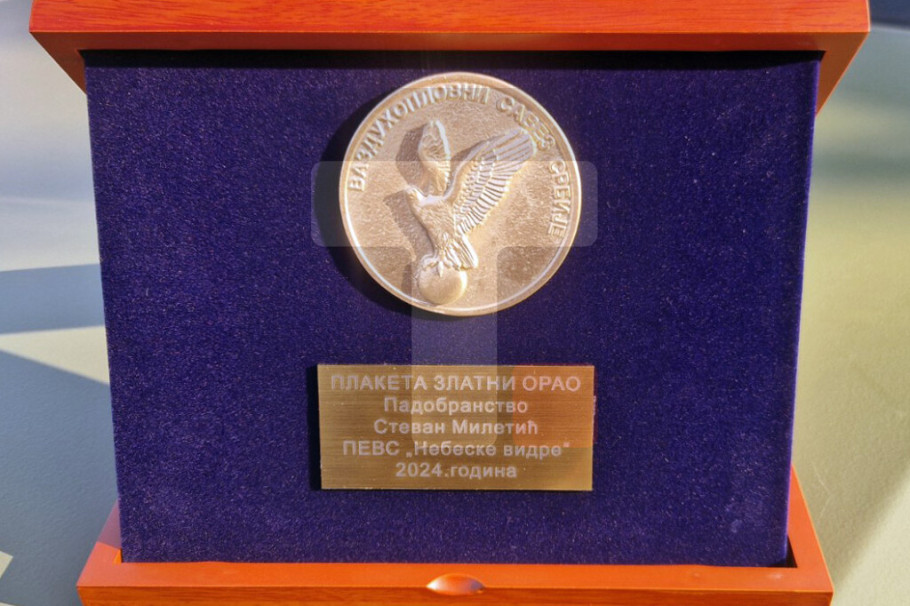 ВАЗДУХОПЛОВНИ САВЕЗ СРБИЈЕ
ПЛАКЕТА ЗЛАТНИ ОРАО
Падобранство
Стеван Милетић
ПЕВС „Небеске видре“
2024.година